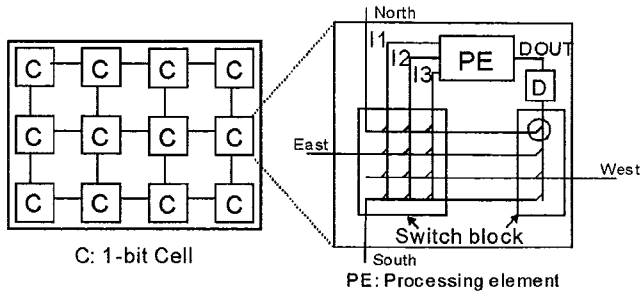 C C C C
C C C C
C C C C
C: 1-bit Cell
North
I1
I2
I3
PE
DOUT
D
East
West
Switch block
South
PE: Processing element